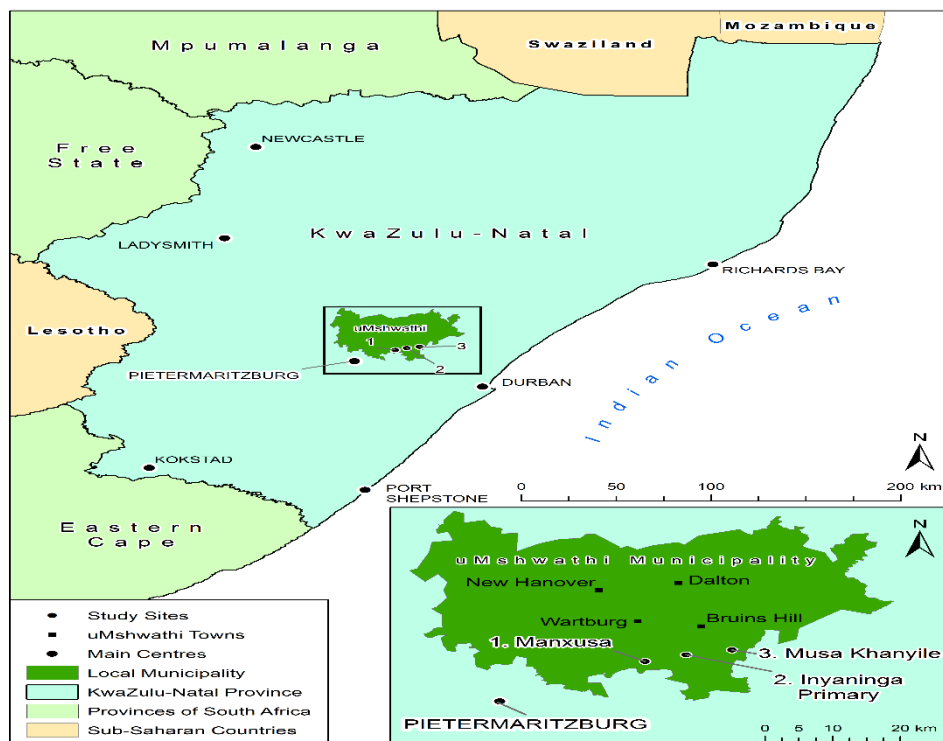 Mpumalanga
Swaziland
Mozambique
Free
State
NEWCASTLE
KwaZulu-Natal
LADYSMITH
RICHARDS BAY
Lesotho
uMshwathi
1
3
2
PIETERMARITZBURG
DURBAN
Indian Ocean
KOKSTAD
PORT
SHEPSTONE
N
0 50 100 200 km
Eastern
Cape
Study Sites
uMshwathi Towns
Main Centres
Local Municipality
KwaZulu-Natal Province
Provinces of South Africa
Sub-Saharan Countries
uMshwathi Municipality
N
New Hanover
Dalton
Wartburg
Bruins Hill
1. Manxusa
3. Musa Khanyile
2. Inyaninga
Primary
PIETERMARITZBURG
0 5 10 20 km